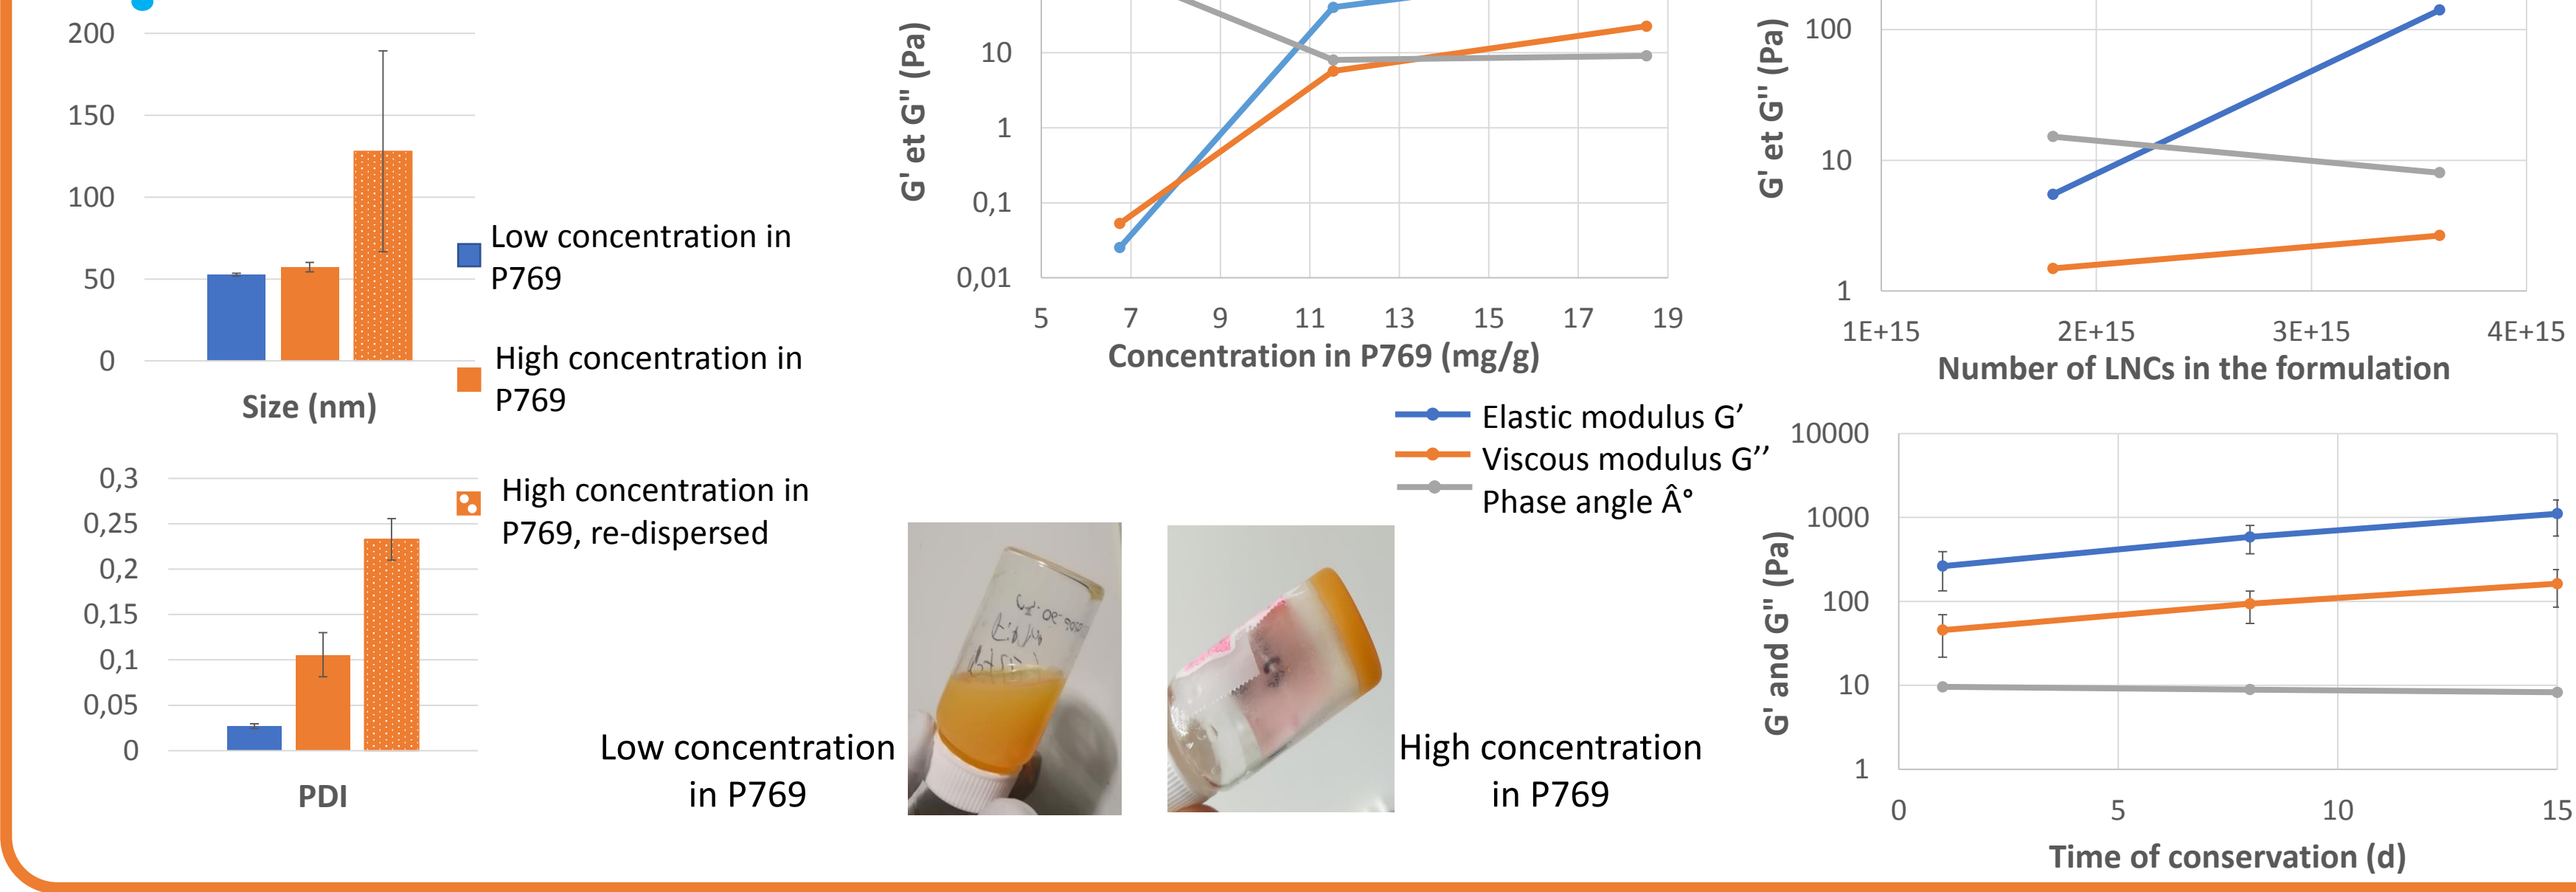 200
150
100
50
0
Size (nm)
0,3
0,25
0,2
0,15
0,1
0,05
0
PDI
Low concentration in
P769
High concentration in
P769
High concentration in
P769, re-dispersed
G' et G" (Pa)
10
1
0,1
0,01
5 7 9 11 13 15 17 19
Concentration in P769 (mg/g)
G' et G" (Pa)
100
10
1
1E+15 2E+15 3E+15 4E+15
Number of LNCs in the formulation
Elastic modulus G’
Viscous modulus G’’
Phase angle Â°
Low concentration
in P769
High concentration
in P769
G' and G" (Pa)
10000
1000
100
10
1
0 5 10 15
Time of conservation (d)